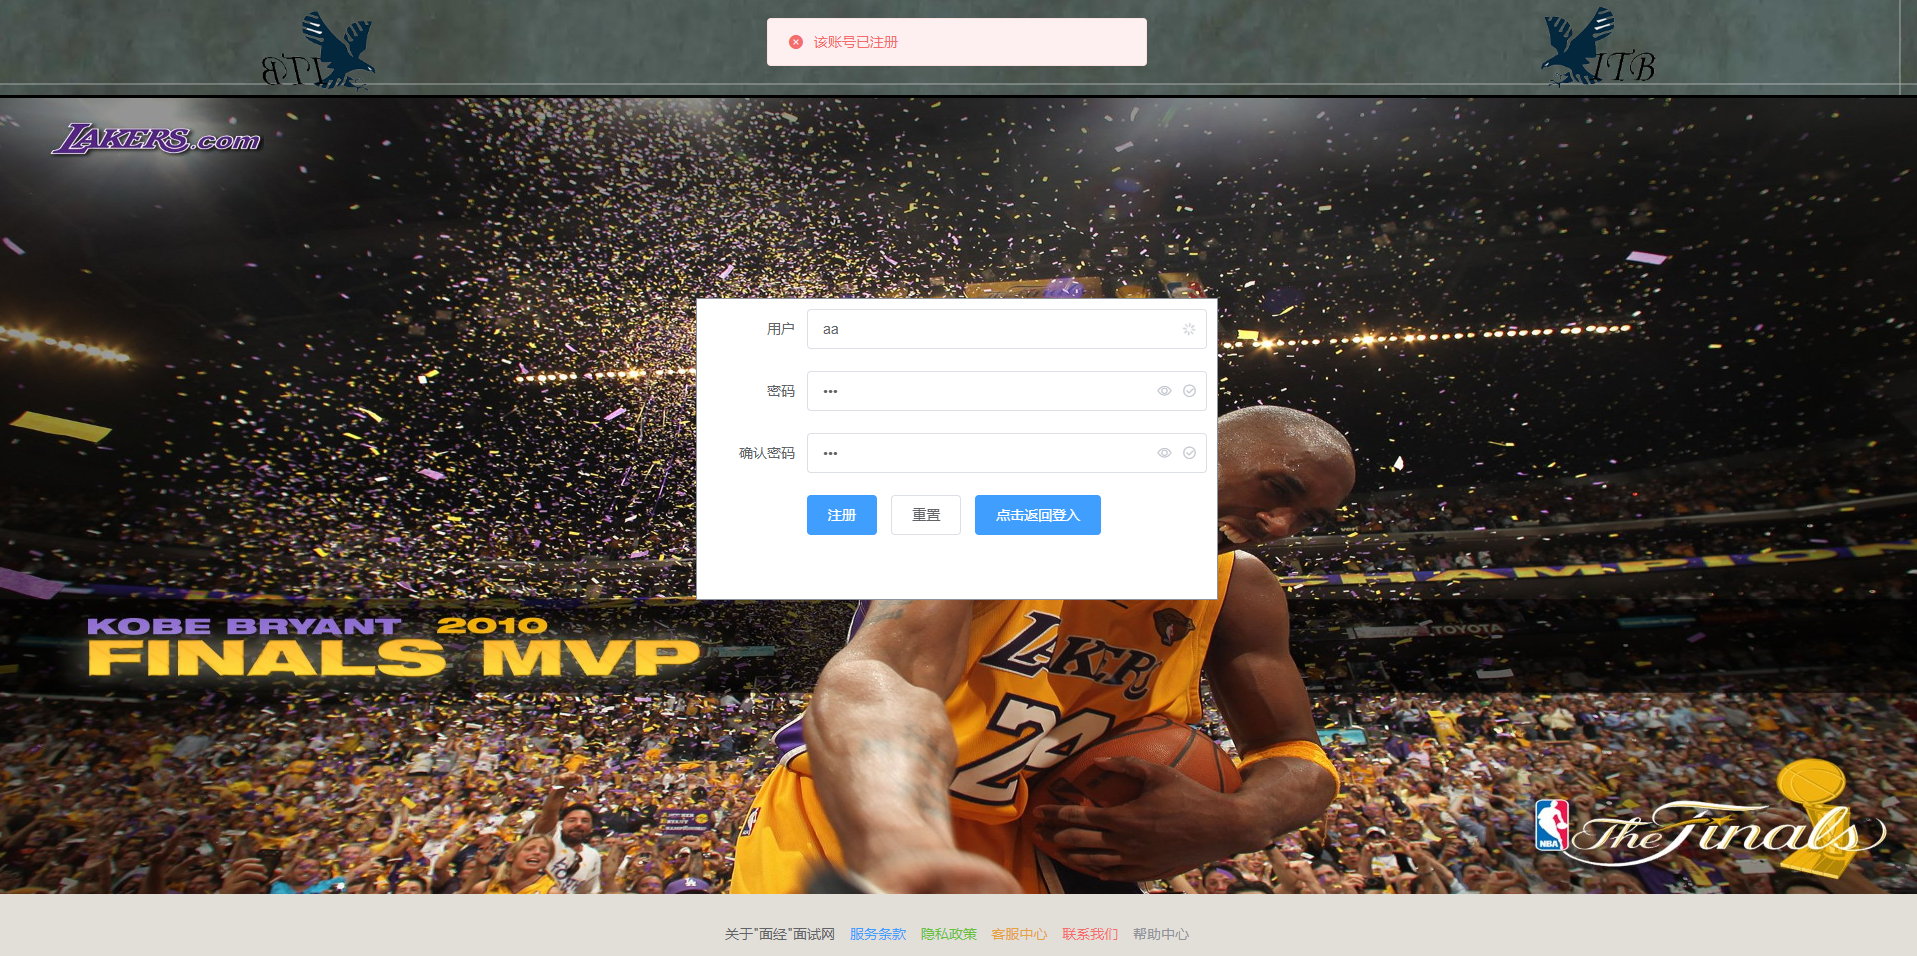 ITB
该账号已注册
ITB
LAKERS.com
用户
aa
密码
•••
确认密码
•••
注册
重置
点击返回登入
CHAMPION
KOBE BRYANT 2010
FINALS MVP
TOYOTA
LAKERS
24
NBA
The Finals
关于"面经"面试网
服务条款
隐私政策
客服中心
联系我们
帮助中心